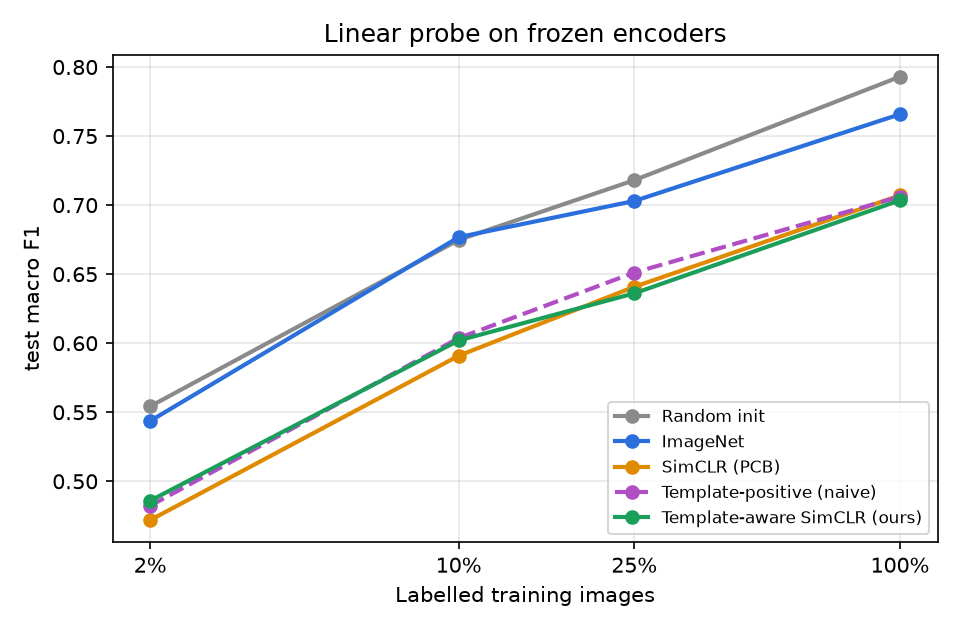 Linear probe on frozen encoders
test macro F1
0.80
0.75
0.70
0.65
0.60
0.55
0.50
Random init
ImageNet
SimCLR (PCB)
Template-positive (naive)
Template-aware SimCLR (ours)
2% 10% 25% 100%
Labelled training images